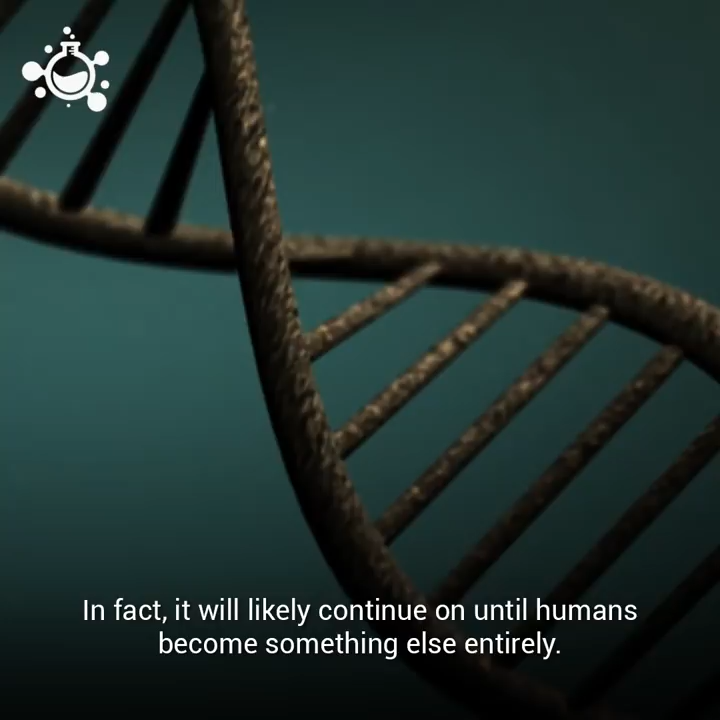 In fact, it will likely continue on until humans
become something else entirely.